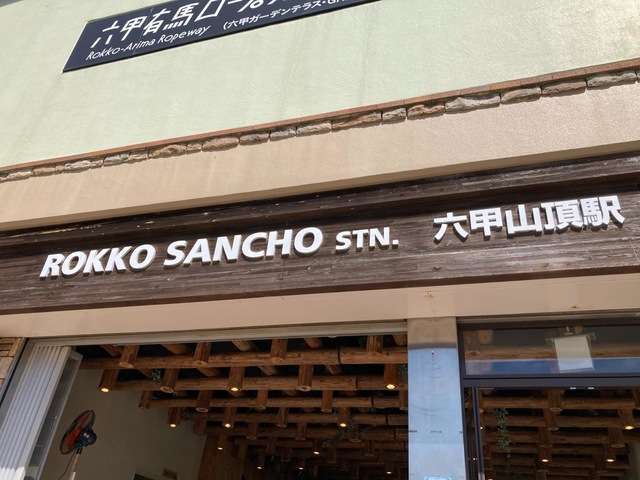 六甲有馬ロープ
Rokko-Arima Ropeway
(六甲ガーデンテラス・
ROKKO SANCHO STN. 六甲山頂駅